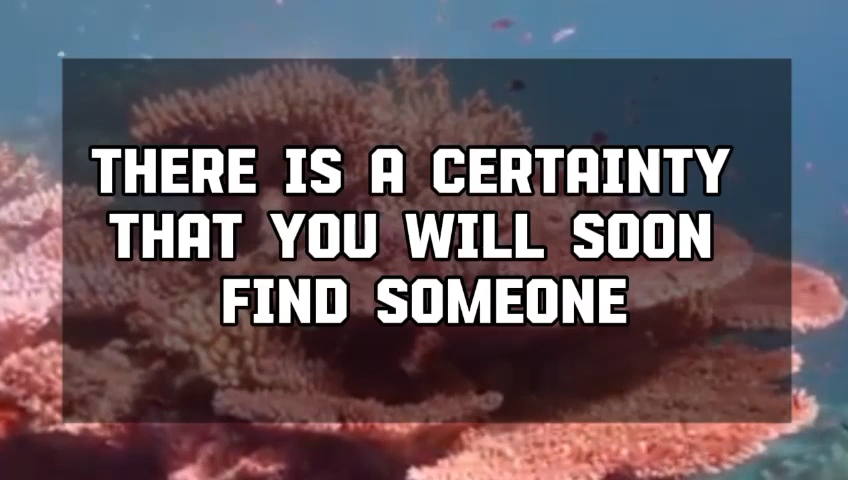 THERE IS A CERTAINTY
THAT YOU WILL SOON
FIND SOMEONE